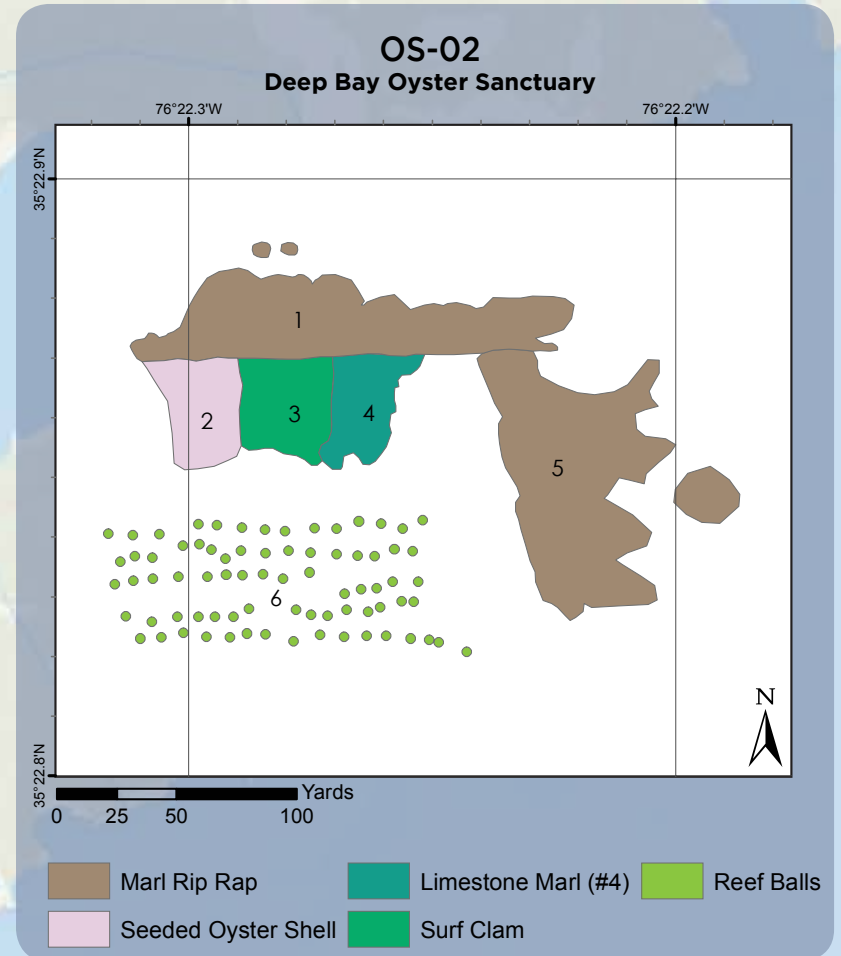 OS-02
Deep Bay Oyster Sanctuary
76°22.3'W 76°22.2'W
35°22.9'N
1
2 3 4
5
6
N
35°22.8'N
Yards
0 25 50 100
Marl Rip Rap Limestone Marl (#4) Reef Balls
Seeded Oyster Shell Surf Clam